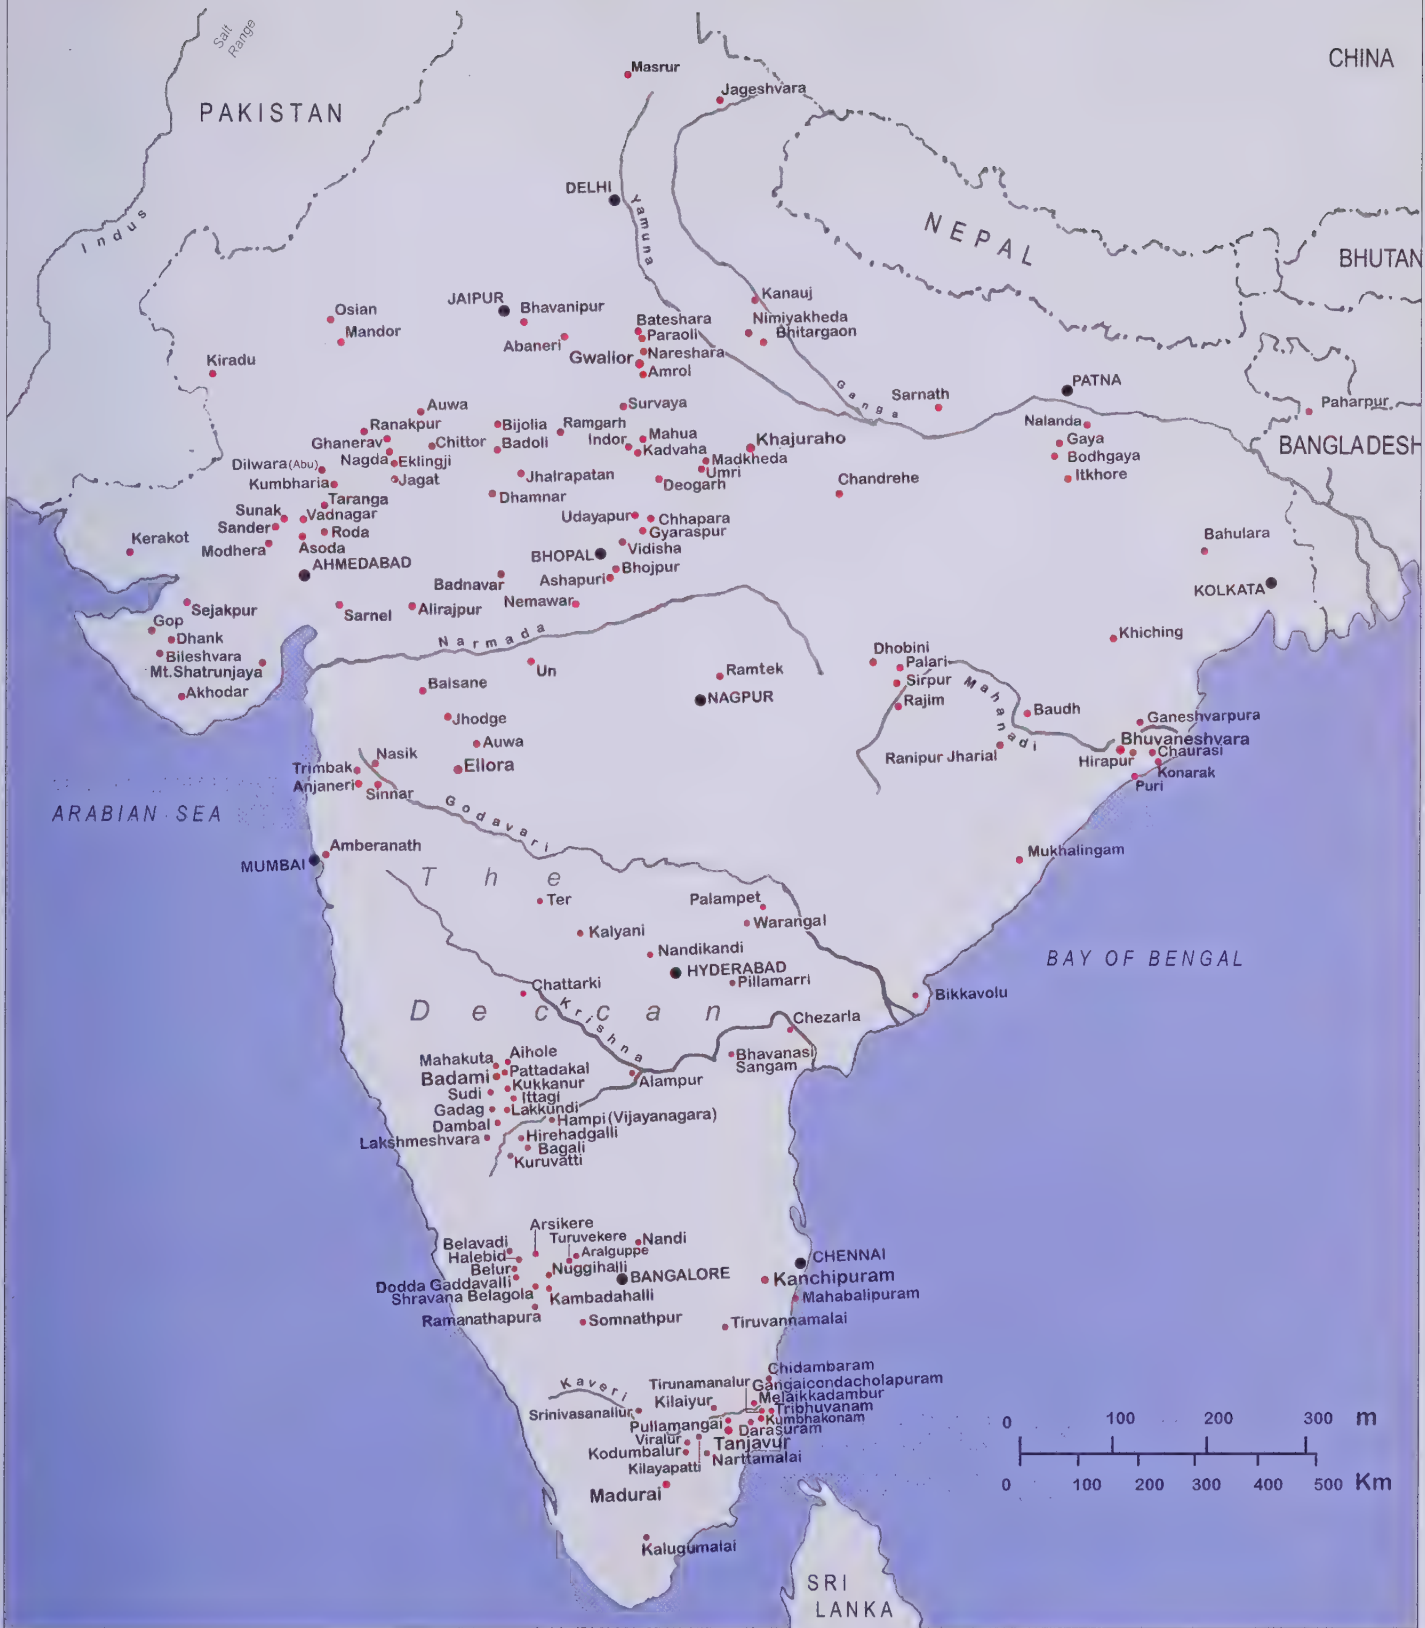 Salt
Range
CHINA
PAKISTAN
Masrur
Jageshvara
DELHI
Yamuna
Indus
NEPAL
BHUTAN
Kanauj
JAIPUR
Osian
Bhavanipur
Mandor
Bateshara
Nimiyakheda
Paraoli
Bhitargaon
Abaneri
Nareshara
Gwalior
Kiradu
Amrol
PATNA
Ganga
Sarnath
Auwa
Survaya
Paharpur
Ranakpur
Bijolia
Ramgarh
Nalanda
Ghanerav
Chittor
Badoli
Indor
Mahua
Khajuraho
Gaya
BANGLADESH
Nagda
Eklingji
Kadvaha
Madkheda
Bodhgaya
Dilwara (Abu)
Umri
Kumbharia
Jagat
Jhalrapatan
Deogarh
Chandrehe
Itkhore
Taranga
Dhamnar
Sunak
Vadnagar
Udayapur
Chhapara
Sander
Roda
Gyaraspur
Kerakot
Modhera
Asoda
Vidisha
Bahulara
AHMEDABAD
BHOPAL
Bhojpur
Badnavar
Ashapuri
KOLKATA
Sejakpur
Sarnel
Alirajpur
Nemawar
Gop
Dhank
Narmada
Khiching
Bileshvara
Dhobini
Mt.Shatrunjaya
Un
Ramtek
Palari
Akhodar
Balsane
NAGPUR
Sirpur
Mahanadi
Rajim
Baudh
Jhodge
Ganeshvarpura
Auwa
Bhuvaneshvara
Nasik
Ranipur Jharial
Chaurasi
Trimbak
Ellora
Hirapur
Konarak
Anjaneri
Sinnar
Puri
ARABIAN SEA
Godavari
Amberanath
Mukhalingam
MUMBAI
The
Ter
Palampet
Warangal
Kalyani
Nandikandi
BAY OF BENGAL
HYDERABAD
Chattarki
Pillamarri
Bikkavolu
Deccan
Krishna
Chezarla
Mahakuta
Aihole
Bhavanasi
Sangam
Badami
Pattadakal
Alampur
Kukkanur
Sudi
Ittagi
Gadag
Lakkundi
Dambal
Hampi (Vijayanagara)
Lakshmeshvara
Hirehadgalli
Bagali
Kuruvatti
Arsikere
Belavadi
Turuvekere
Nandi
Halebid
Aralguppe
CHENNAI
Belur
Nuggihalli
BANGALORE
Kanchipuram
Dodda Gaddavalli
Shravana Belagola
Kambadahalli
Mahabalipuram
Ramanathapura
Somnathpur
Tiruvannamalai
Chidambaram
Kaveri
Tirunamanalur
Gangaicondacholapuram
Kilaiyur
Melaikkadambur
Srinivasanallur
Tribhuvanam
Pullamangai
Kumbhakonam
Viralur
Darasuram
Tanjavur
Kodumbalur
Narttamalai
Kilayapatti
Madurai
Kalugumalai
0 100 200 300 m
0 100 200 300 400 500 Km
SRI
LANKA